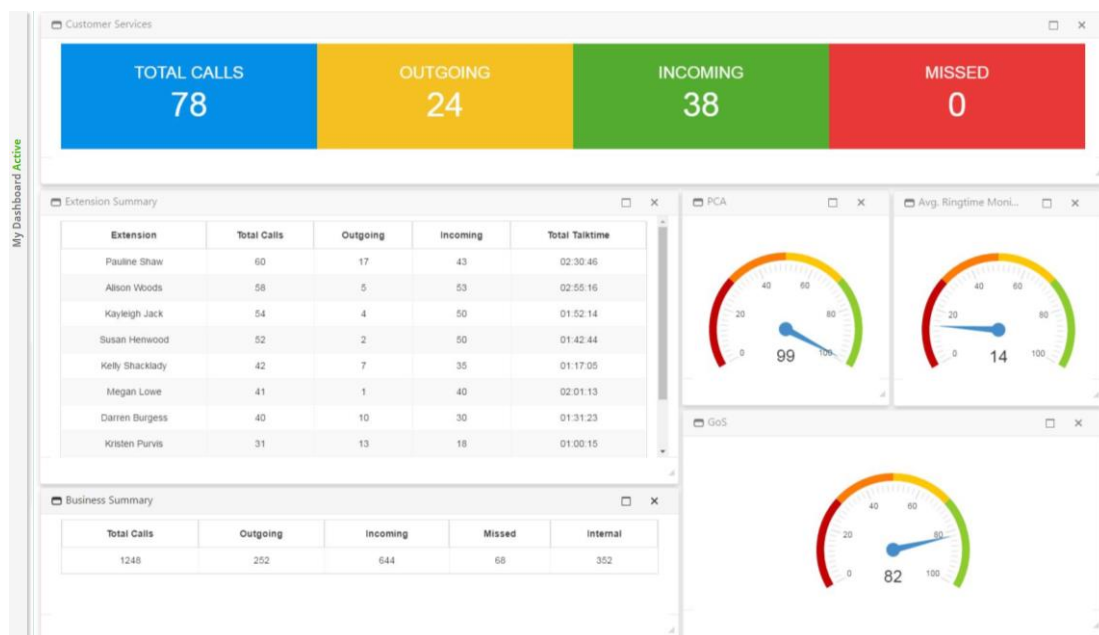 My Dashboard Active
Customer Services
TOTAL CALLS OUTGOING INCOMING MISSED
78 24 38 0
Extension Summary
Extension Total Calls Outgoing Incoming Total Talktime
Pauline Shaw 60 17 43 02:30:46
Alison Woods 58 5 53 02:55:16
Kayleigh Jack 54 4 50 01:52:14
Susan Henwood 52 2 50 01:42:44
Kelly Shacklady 42 7 35 01:17:05
Megan Lowe 41 1 40 02:01:13
Darren Burgess 40 10 30 01:31:23
Kristen Purvis 31 13 18 01:00:15
PCA
0 20 40 60 80 100
99
Avg. Ringtime Moni...
0 20 40 60 80 100
14
Business Summary
Total Calls Outgoing Incoming Missed Internal
1248 252 644 68 352
GoS
0 20 40 60 80 100
82